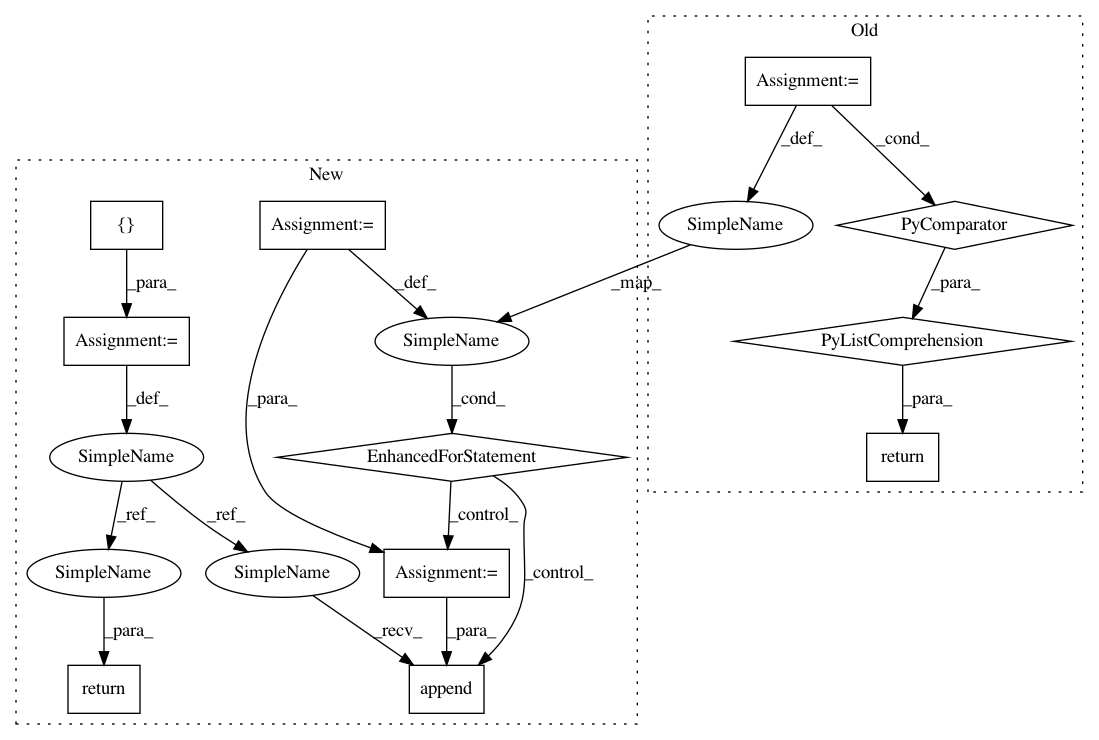 Old
Assignment:=
_def_
_cond_
New
{}
Assignment:=
SimpleName
PyComparator
_para_
_def_
_map_
_para_
Assignment:=
SimpleName
PyListComprehension
_def_
_para_
_cond_
_para_
SimpleName
EnhancedForStatement
return
_ref_
_ref_
_control_
SimpleName
SimpleName
Assignment:=
_control_
_para_
_recv_
_para_
return
append